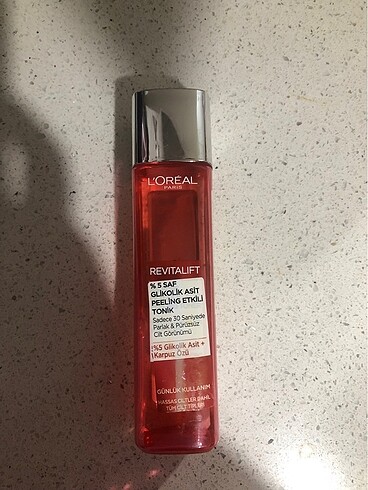 L'ORÉAL
PARIS
REVITALIFT
% 5 SAF
GLİKOLİK ASİT
PEELING ETKİLİ
TONİK
Sadece 30 Saniyede
Parlak & Pürüzsüz
Cilt Görünümü
%5 Glikolik Asit +
Karpuz Özü
GÜNLÜK KULLANIM
HASSAS CİLTLER DAHİL
TÜM CİLT TİPLERİ